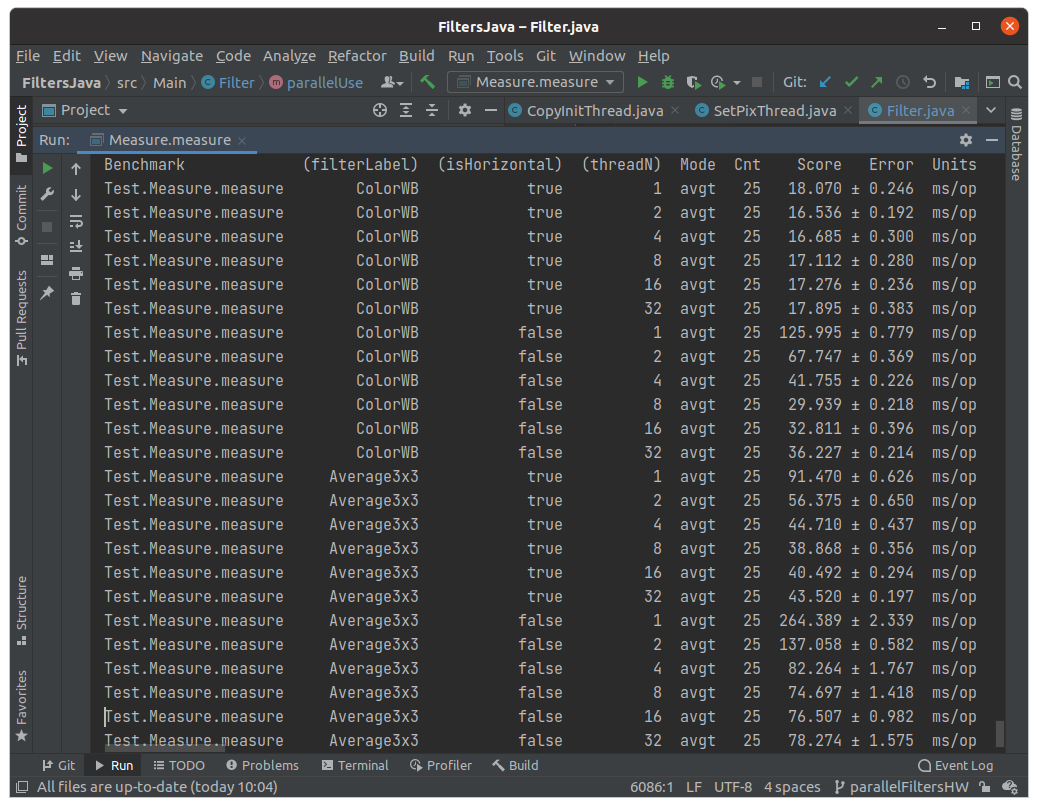 FiltersJava – Filter.java
File Edit View Navigate Code Analyze Refactor Build Run Tools Git Window Help
FiltersJava src Main Filter parallelUse Measure.measure Git:
Project CopyInitThread.java SetPixThread.java Filter.java
Run: Measure.measure
Benchmark (filterLabel) (isHorizontal) (threadN) Mode Cnt Score Error Units
Test.Measure.measure ColorWB true 1 avgt 25 18.070 ± 0.246 ms/op
Test.Measure.measure ColorWB true 2 avgt 25 16.536 ± 0.192 ms/op
Test.Measure.measure ColorWB true 4 avgt 25 16.685 ± 0.300 ms/op
Test.Measure.measure ColorWB true 8 avgt 25 17.112 ± 0.280 ms/op
Test.Measure.measure ColorWB true 16 avgt 25 17.276 ± 0.236 ms/op
Test.Measure.measure ColorWB true 32 avgt 25 17.895 ± 0.383 ms/op
Test.Measure.measure ColorWB false 1 avgt 25 125.995 ± 0.779 ms/op
Test.Measure.measure ColorWB false 2 avgt 25 67.747 ± 0.369 ms/op
Test.Measure.measure ColorWB false 4 avgt 25 41.755 ± 0.226 ms/op
Test.Measure.measure ColorWB false 8 avgt 25 29.939 ± 0.218 ms/op
Test.Measure.measure ColorWB false 16 avgt 25 32.811 ± 0.396 ms/op
Test.Measure.measure ColorWB false 32 avgt 25 36.227 ± 0.214 ms/op
Test.Measure.measure Average3x3 true 1 avgt 25 91.470 ± 0.626 ms/op
Test.Measure.measure Average3x3 true 2 avgt 25 56.375 ± 0.650 ms/op
Test.Measure.measure Average3x3 true 4 avgt 25 44.710 ± 0.437 ms/op
Test.Measure.measure Average3x3 true 8 avgt 25 38.868 ± 0.356 ms/op
Test.Measure.measure Average3x3 true 16 avgt 25 40.492 ± 0.294 ms/op
Test.Measure.measure Average3x3 true 32 avgt 25 43.520 ± 0.197 ms/op
Test.Measure.measure Average3x3 false 1 avgt 25 264.389 ± 2.339 ms/op
Test.Measure.measure Average3x3 false 2 avgt 25 137.058 ± 0.582 ms/op
Test.Measure.measure Average3x3 false 4 avgt 25 82.264 ± 1.767 ms/op
Test.Measure.measure Average3x3 false 8 avgt 25 74.697 ± 1.418 ms/op
Test.Measure.measure Average3x3 false 16 avgt 25 76.507 ± 0.982 ms/op
Test.Measure.measure Average3x3 false 32 avgt 25 78.274 ± 1.575 ms/op
Project
Commit
Pull Requests
Structure
Favorites
Database
Git Run TODO Problems Terminal Profiler Build Event Log
All files are up-to-date (today 10:04) 6086:1 LF UTF-8 4 spaces parallelFiltersHW